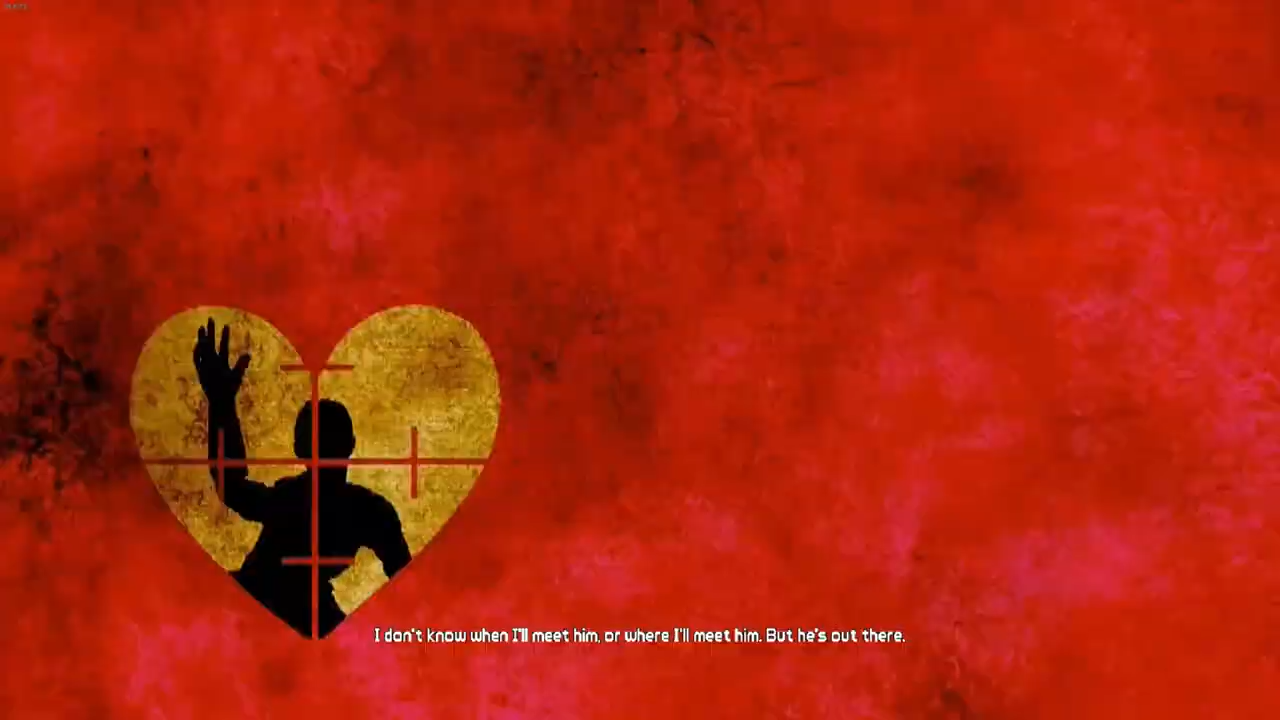 I don't know when I'll meet him, or where I'll meet him. But he's out there.